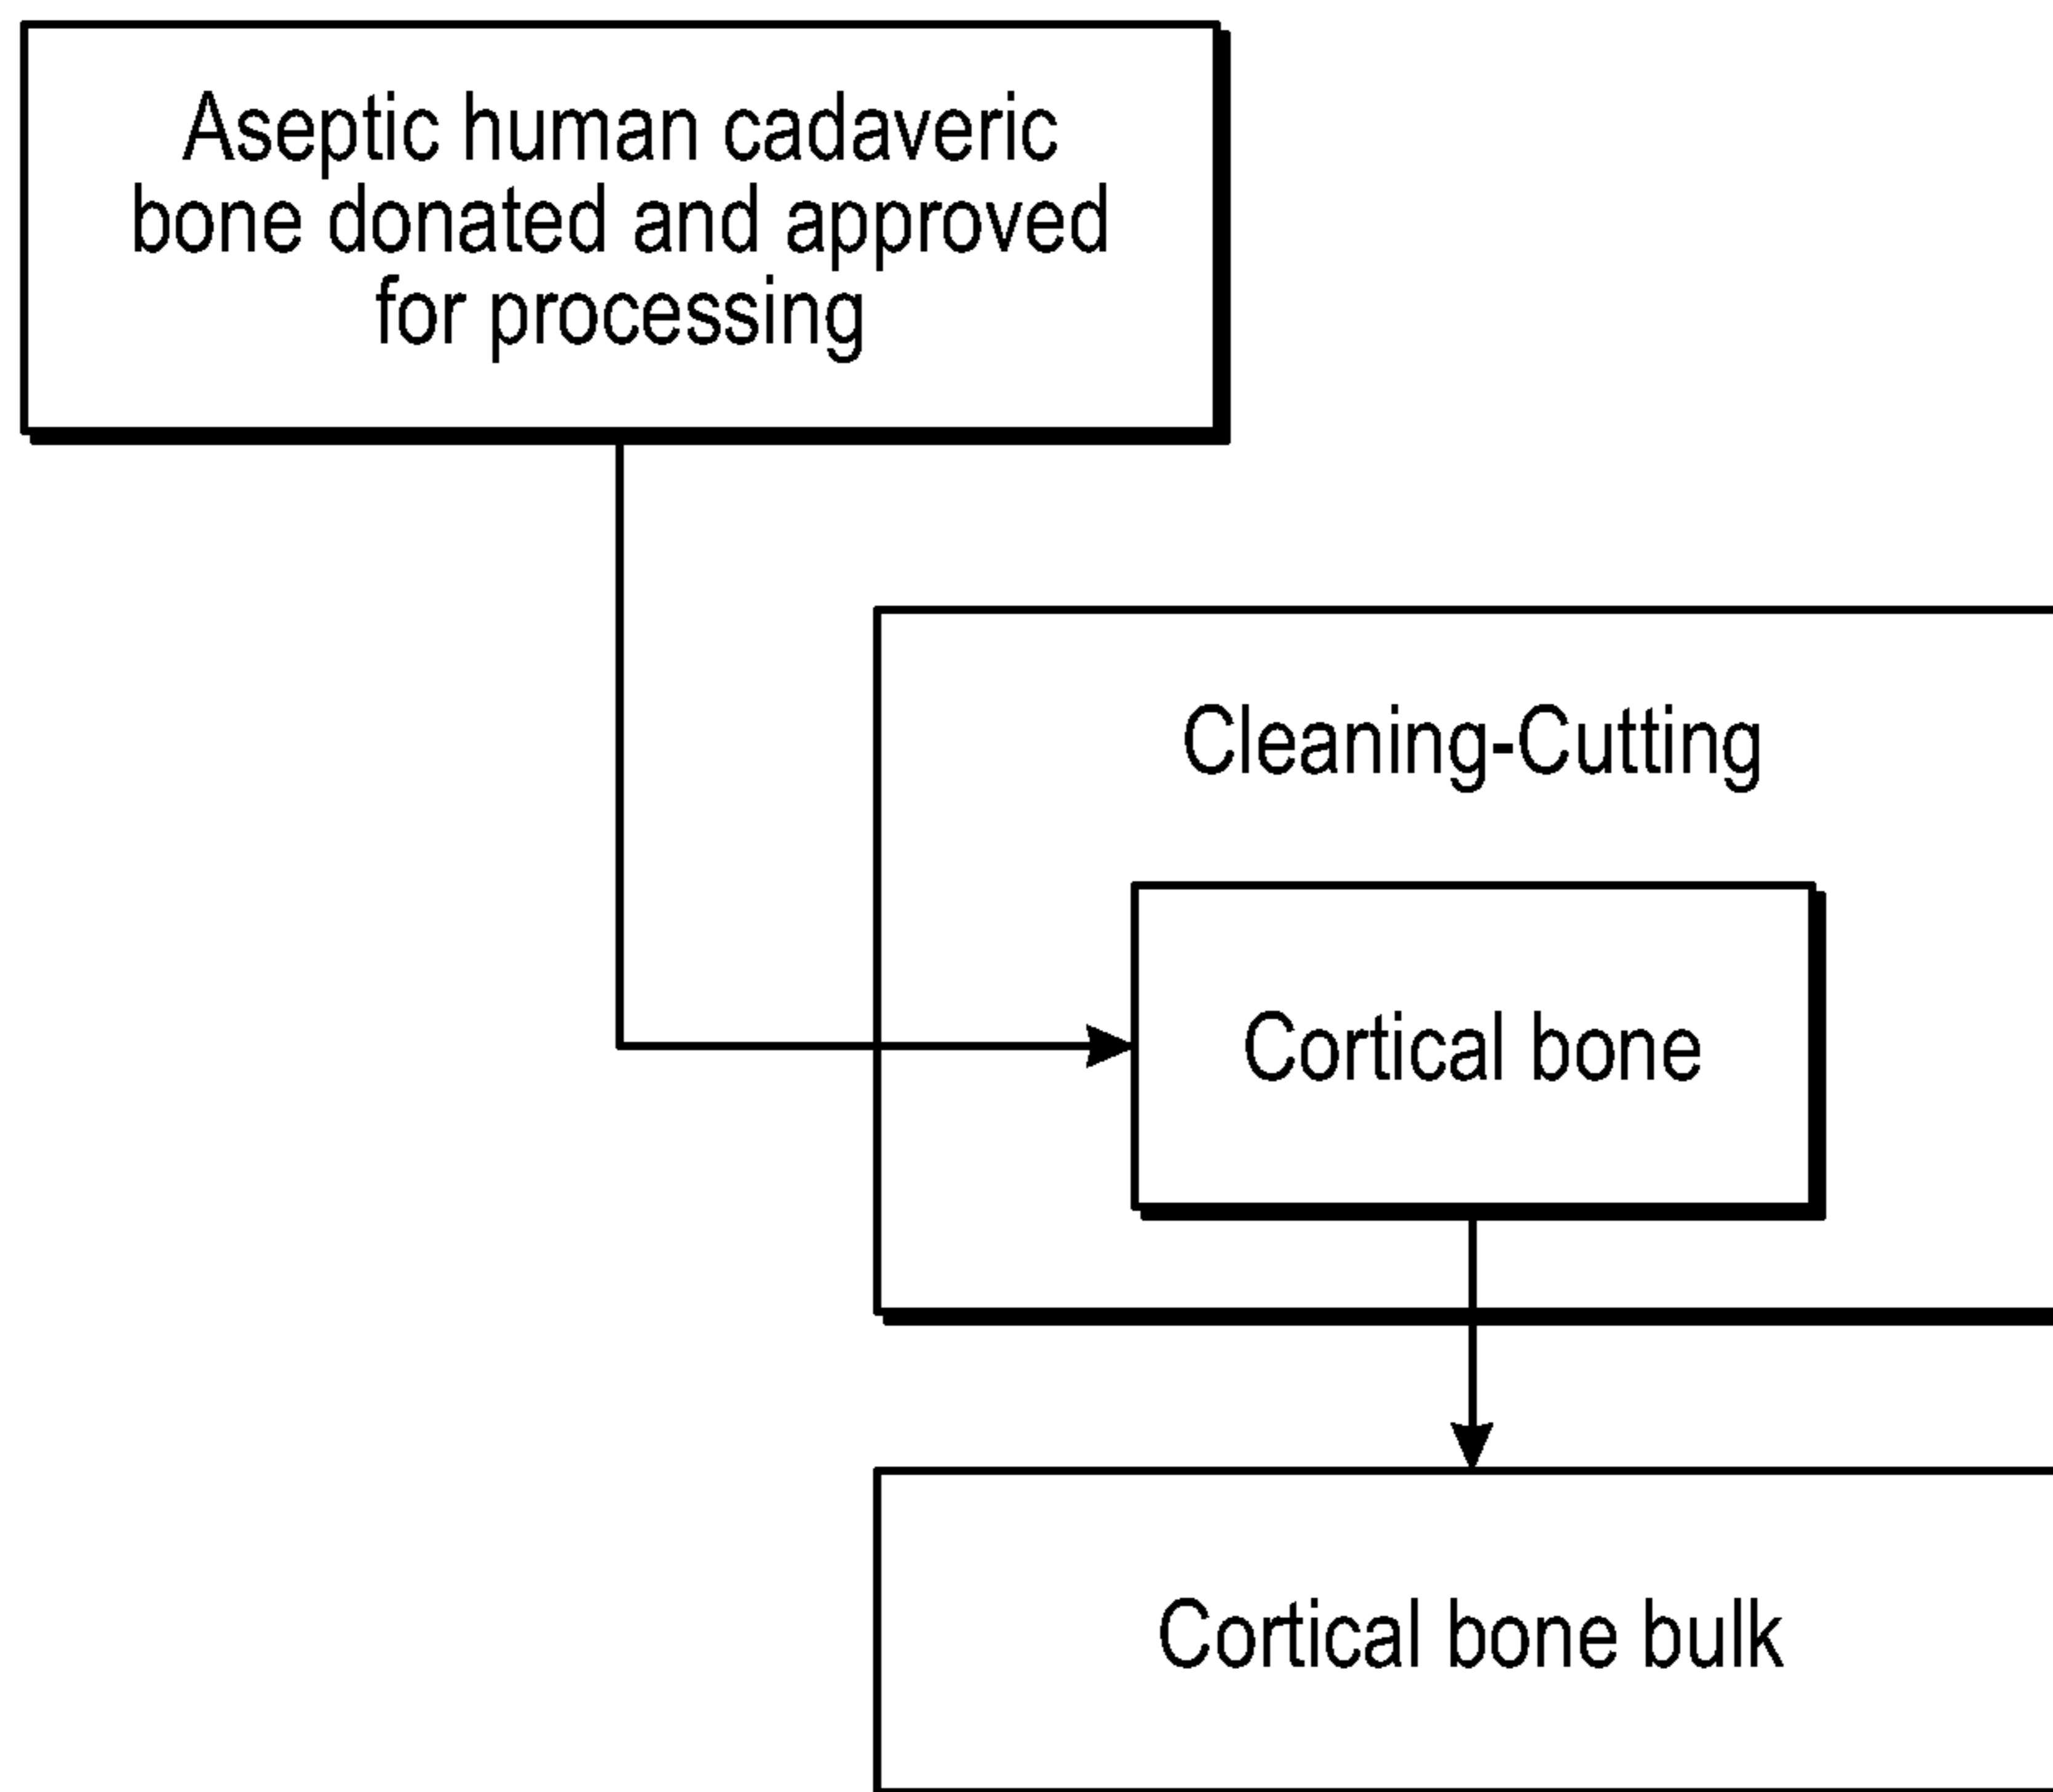 Aseptic human cadaveric
bone donated and approved
for processing
Cleaning-Cutting
Cortical bone
Cortical bone bulk